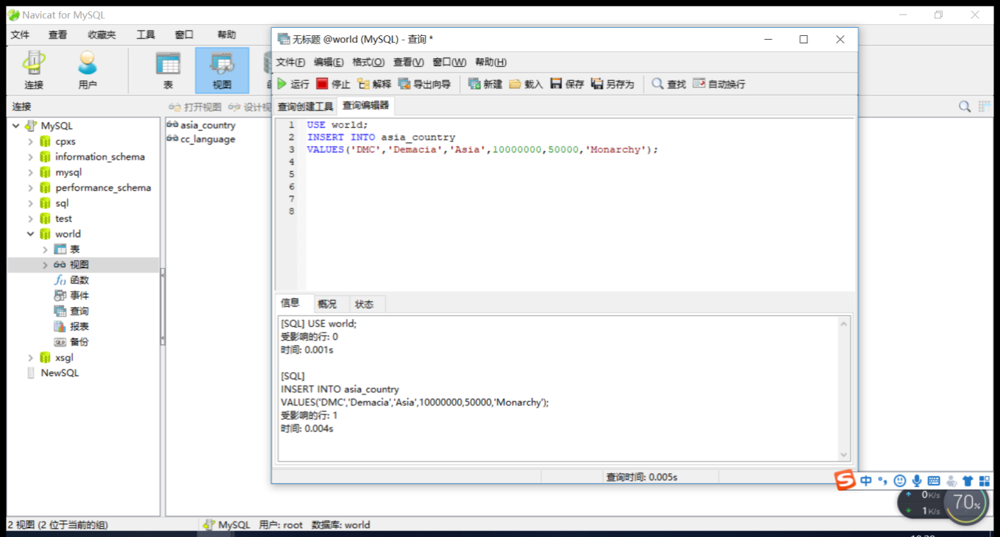 Navicat for MySQL
文件 查看 收藏夹 工具 窗口 帮助
连接 用户 表 视图
连接 打开视图 设计视
MySQL
cpxs
information_schema
mysql
performance_schema
sql
test
world
表
视图
函数
事件
查询
报表
备份
xsgl
NewSQL
asia_country
cc_language
无标题 @world (MySQL) - 查询 *
文件(F) 编辑(E) 格式(O) 查看(V) 窗口(W) 帮助(H)
运行 停止 解释 导出向导 新建 载入 保存 另存为 查找 自动换行
查询创建工具 查询编辑器
1 USE world;
2 INSERT INTO asia_country
3 VALUES('DMC','Demacia','Asia',10000000,50000,'Monarchy');
4
5
6
7
8
信息 概况 状态
[SQL] USE world;
受影响的行: 0
时间: 0.001s
[SQL]
INSERT INTO asia_country
VALUES('DMC','Demacia','Asia',10000000,50000,'Monarchy');
受影响的行: 1
时间: 0.004s
查询时间: 0.005s
S 中
0K/s
1K/s
70%
2 视图 (2 位于当前的组) MySQL 用户: root 数据库: world